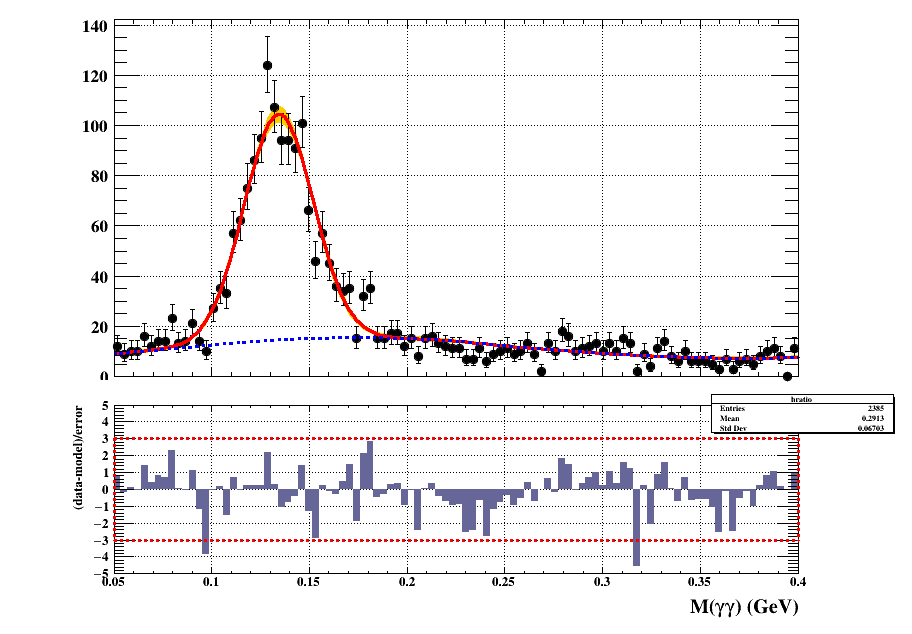 140
120
100
80
60
40
20
0
(data-model)/error
5
4
3
2
1
0
−1
−2
−3
−4
−5
hratio
Entries 2385
Mean 0.2913
Std Dev 0.06703
0.05 0.1 0.15 0.2 0.25 0.3 0.35 0.4
M(γγ) (GeV)